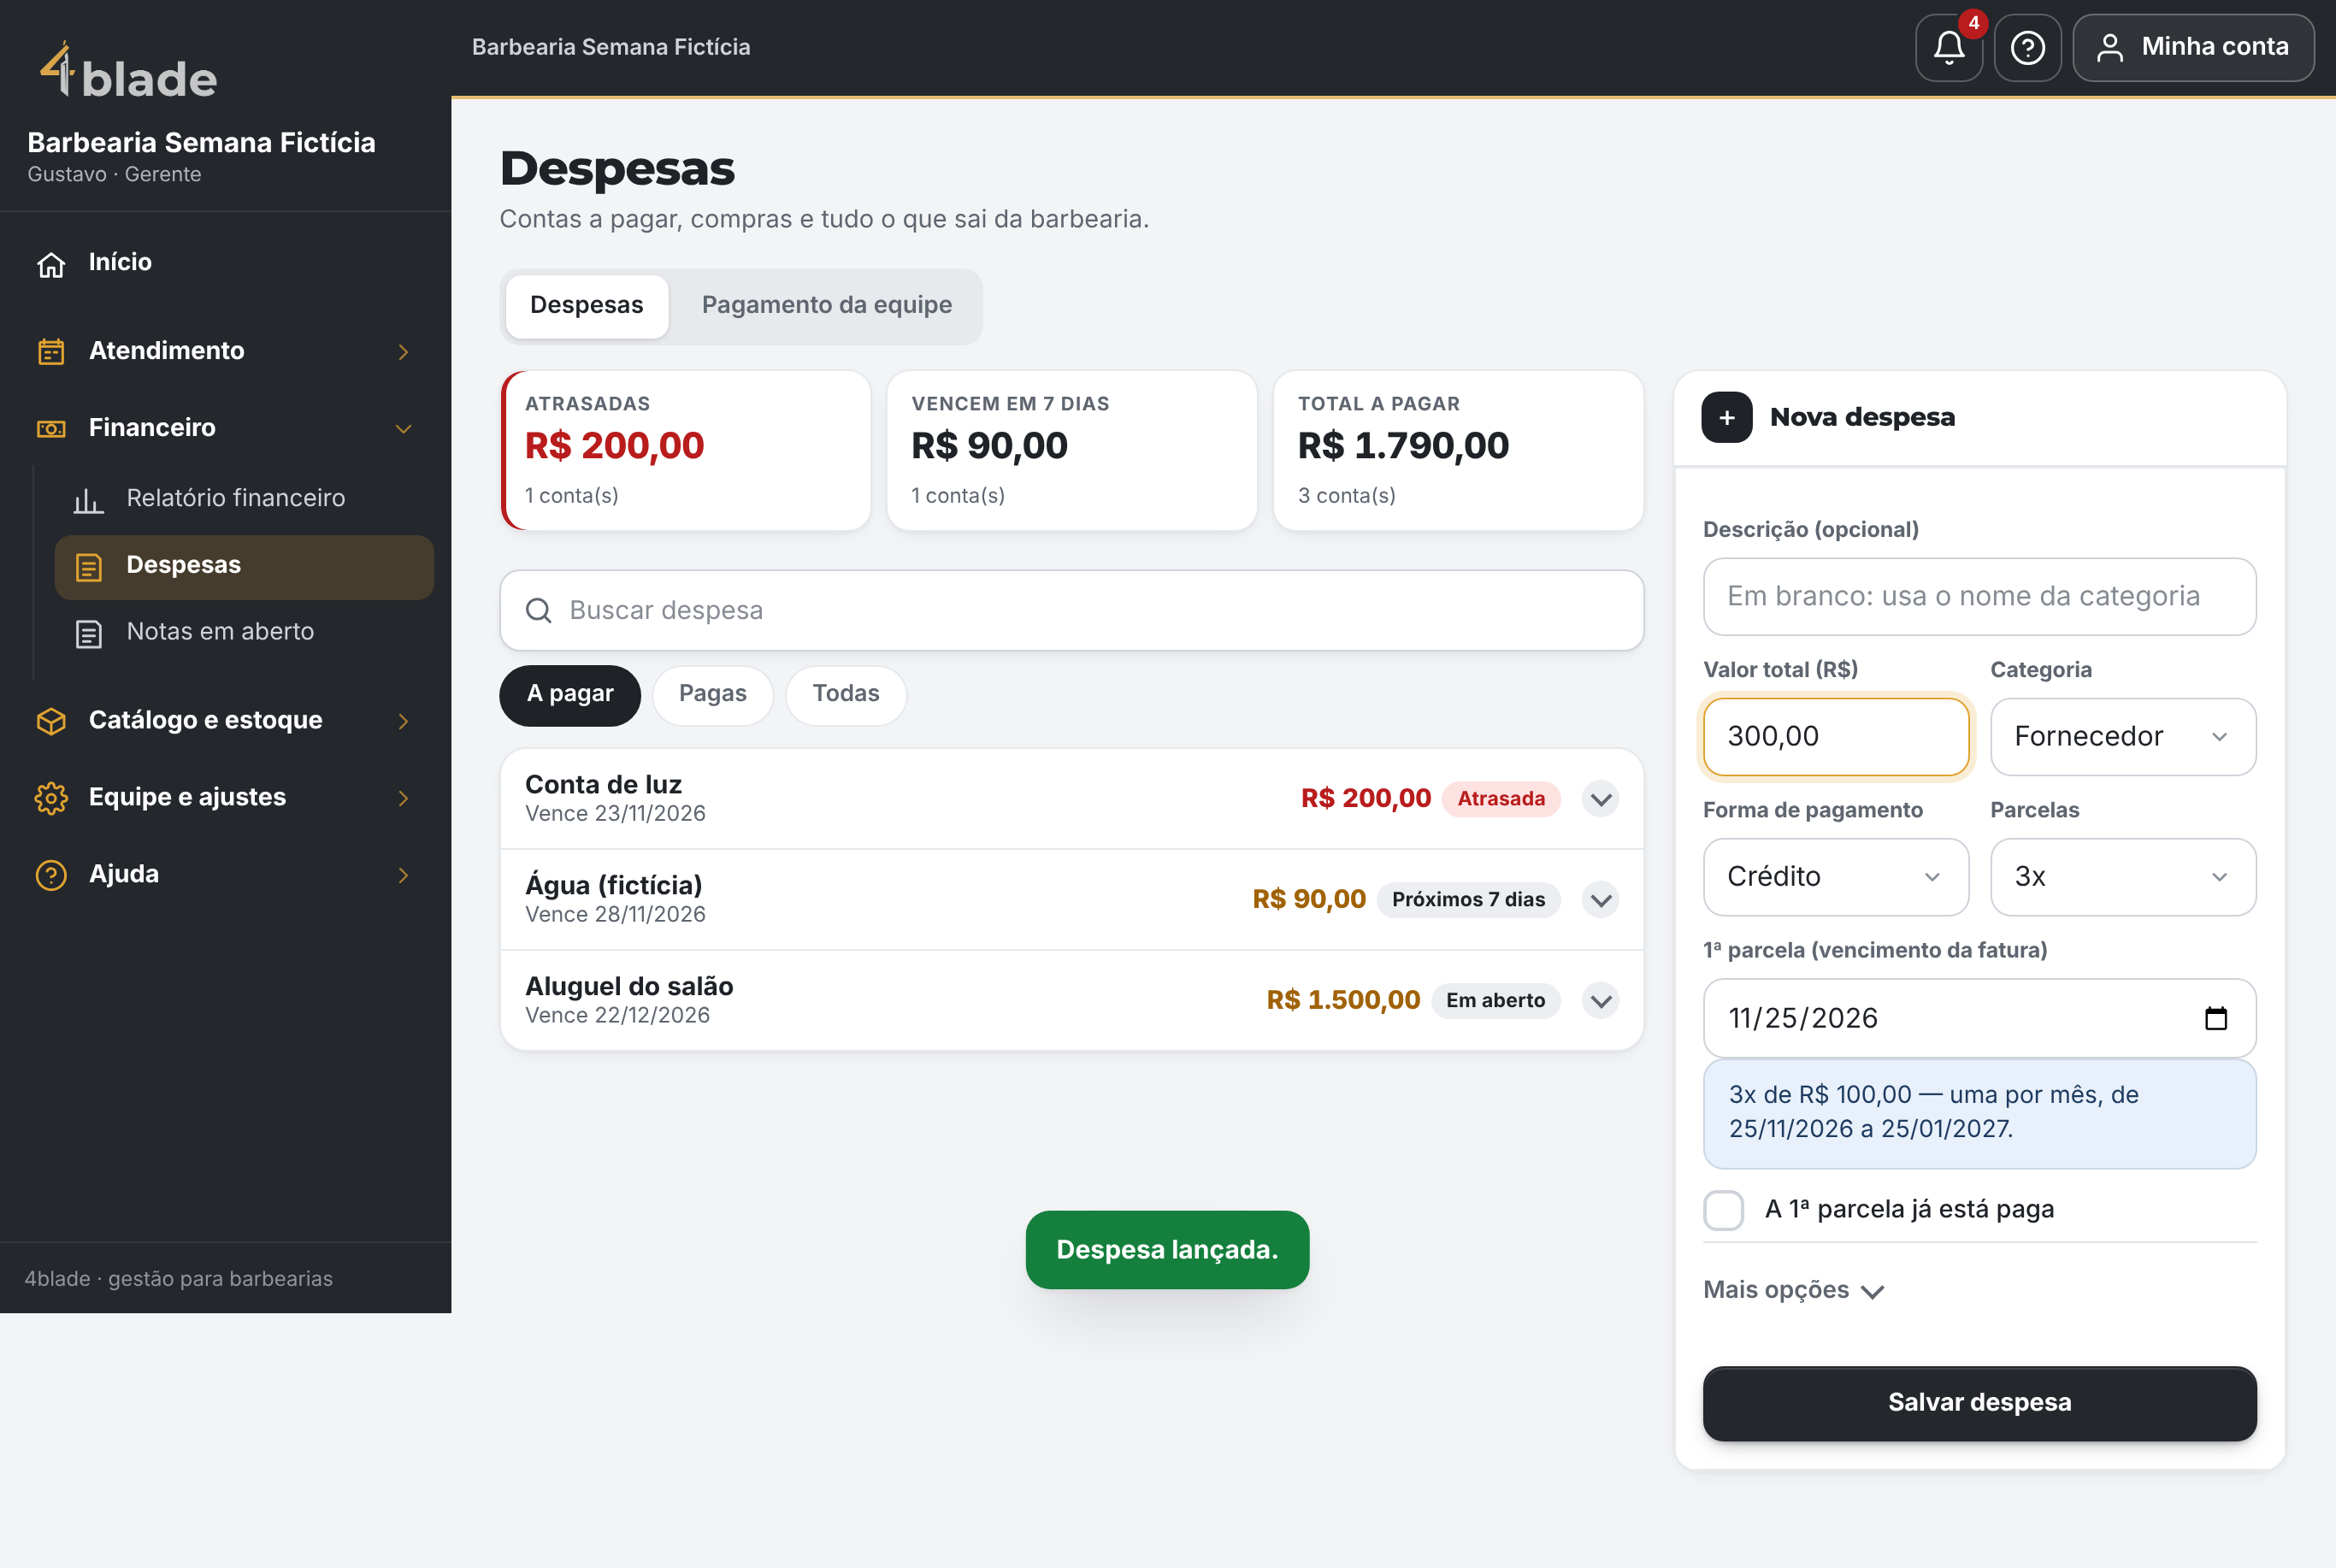 4blade
Barbearia Semana Fictícia
Gustavo · Gerente
Início
Atendimento
Financeiro
Relatório financeiro
Despesas
Notas em aberto
Catálogo e estoque
Equipe e ajustes
Ajuda
4blade · gestão para barbearias
Barbearia Semana Fictícia
4
Minha conta
Despesas
Contas a pagar, compras e tudo o que sai da barbearia.
Despesas
Pagamento da equipe
ATRASADAS
R$ 200,00
1 conta(s)
VENCEM EM 7 DIAS
R$ 90,00
1 conta(s)
TOTAL A PAGAR
R$ 1.790,00
3 conta(s)
Buscar despesa
A pagar
Pagas
Todas
Conta de luz
Vence 23/11/2026
R$ 200,00
Atrasada
Água (fictícia)
Vence 28/11/2026
R$ 90,00
Próximos 7 dias
Aluguel do salão
Vence 22/12/2026
R$ 1.500,00
Em aberto
Despesa lançada.
+
Nova despesa
Descrição (opcional)
Em branco: usa o nome da categoria
Valor total (R$)
300,00
Categoria
Fornecedor
Forma de pagamento
Crédito
Parcelas
3x
1ª parcela (vencimento da fatura)
11/25/2026
3x de R$ 100,00 — uma por mês, de
25/11/2026 a 25/01/2027.
A 1ª parcela já está paga
Mais opções
Salvar despesa